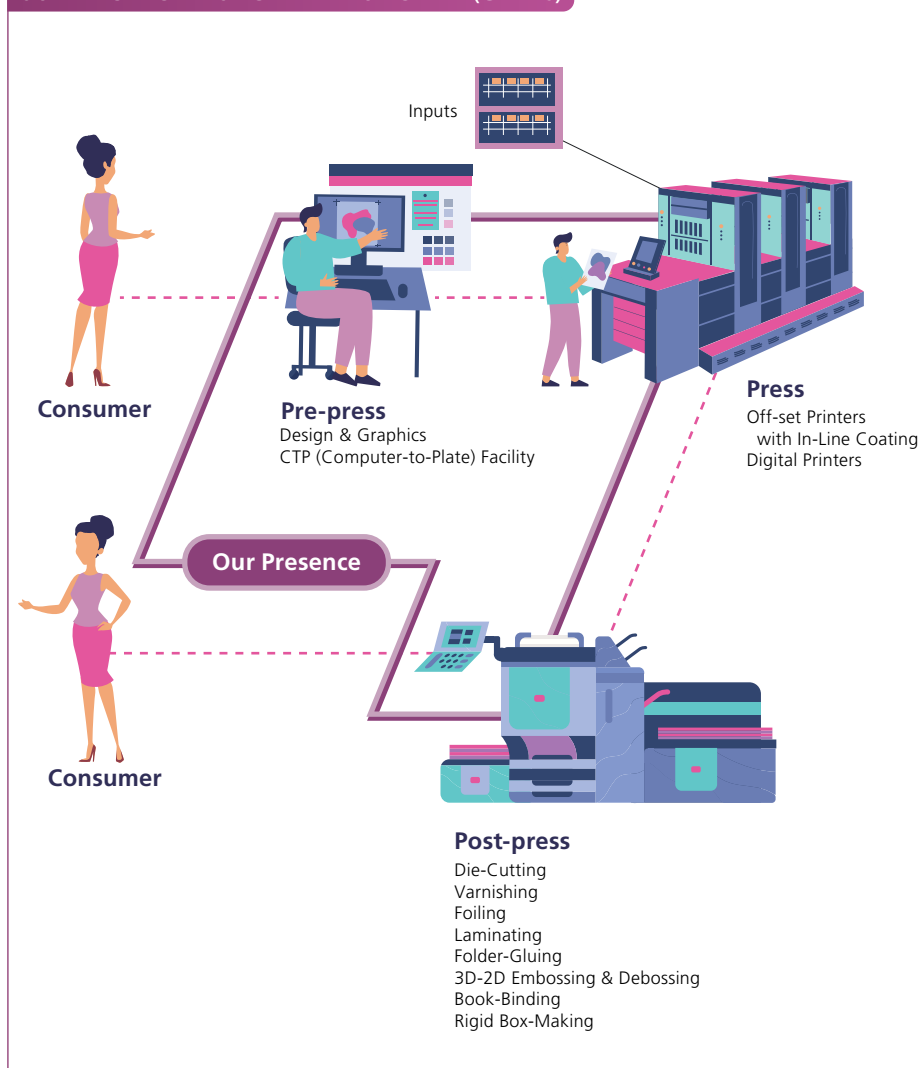 Inputs
Consumer
Pre-press
Design & Graphics
CTP (Computer-to-Plate) Facility
Press
Off-set Printers
with In-Line Coating
Digital Printers
Our Presence
Consumer
Post-press
Die-Cutting
Varnishing
Foiling
Laminating
Folder-Gluing
3D-2D Embossing & Debossing
Book-Binding
Rigid Box-Making